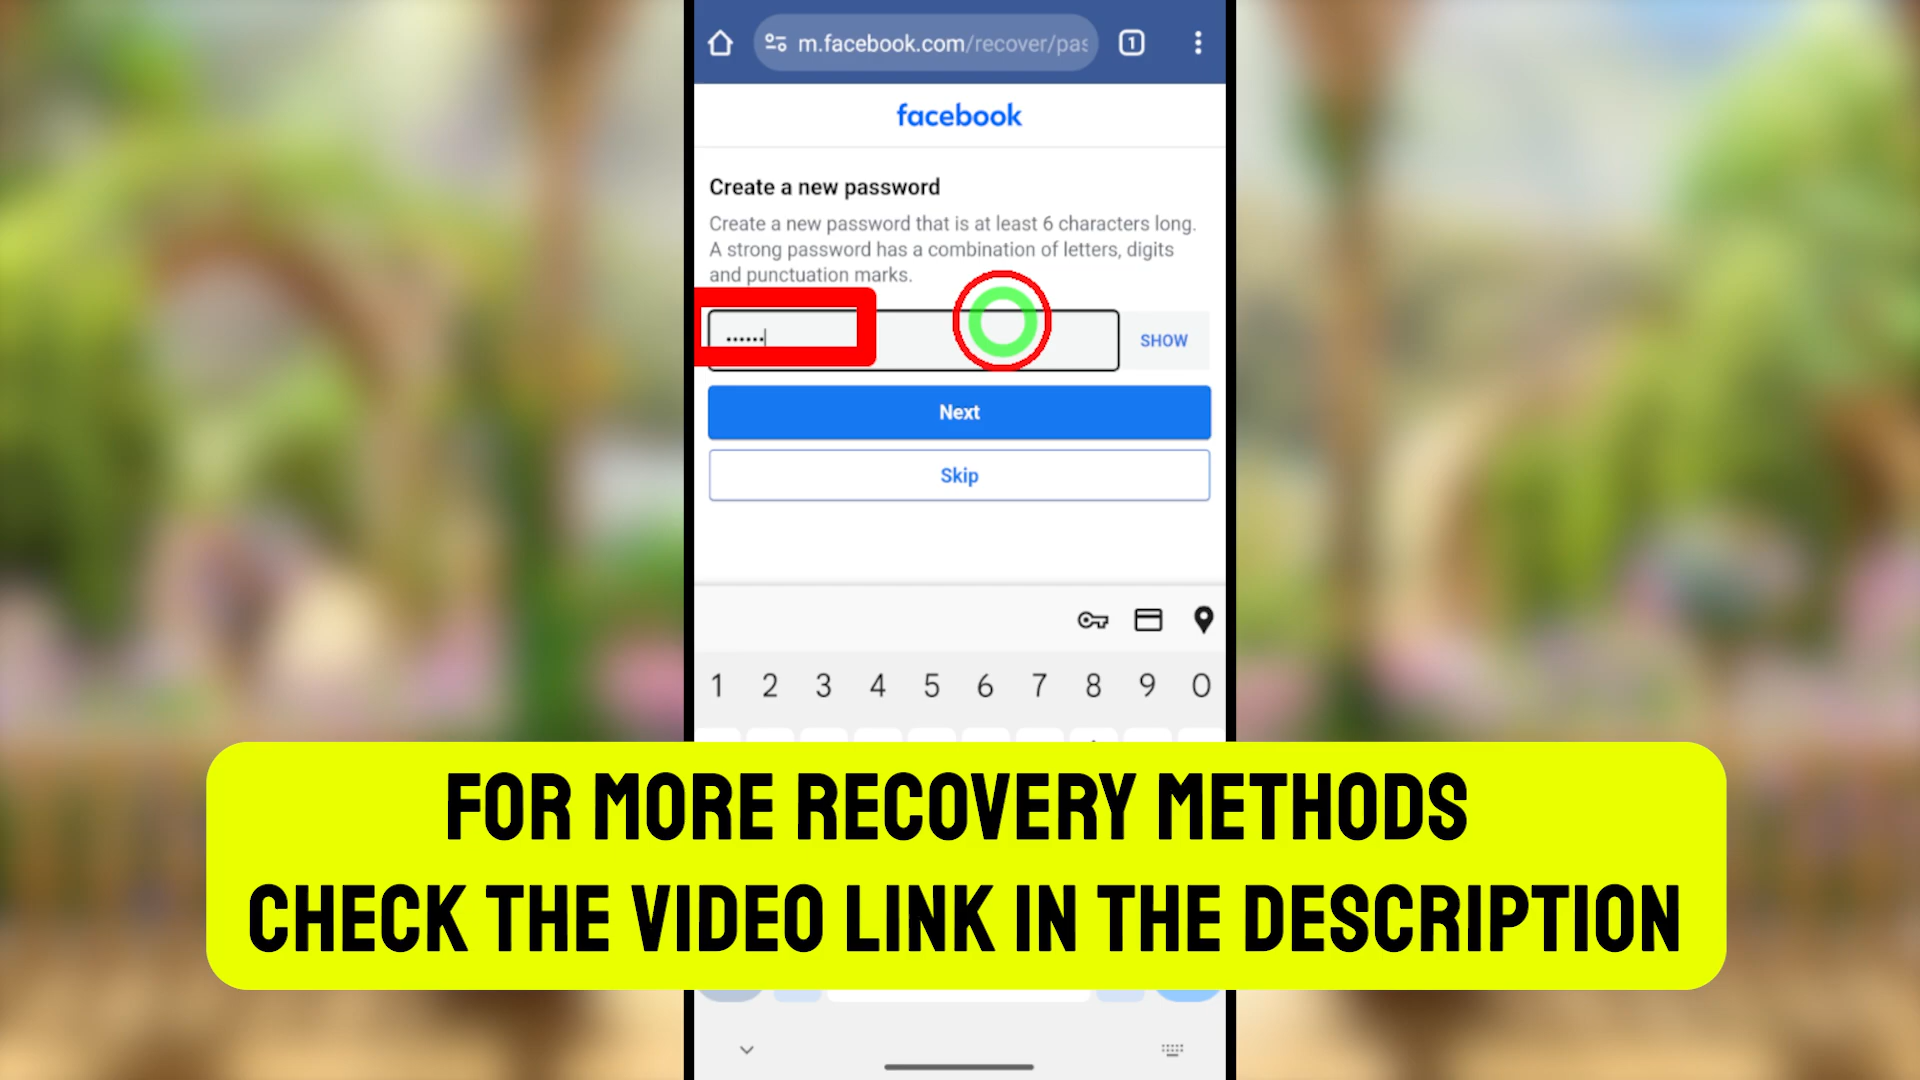 m.facebook.com/recover/pas
1
facebook
Create a new password
Create a new password that is at least 6 characters long.
A strong password has a combination of letters, digits
and punctuation marks.
••••••
SHOW
Next
Skip
1 2 3 4 5 6 7 8 9 0
FOR MORE RECOVERY METHODS
CHECK THE VIDEO LINK IN THE DESCRIPTION